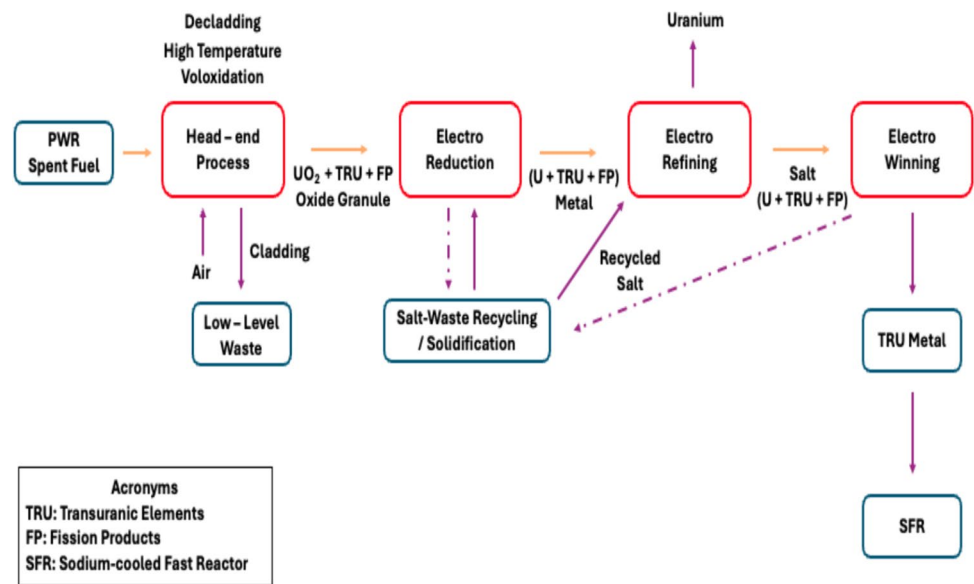 Decladding
High Temperature
Voloxidation
Uranium
PWR
Spent Fuel
Head – end
Process
UO₂ + TRU + FP
Oxide Granule
Electro
Reduction
(U + TRU + FP)
Metal
Electro
Refining
Salt
(U + TRU + FP)
Electro
Winning
Air
Cladding
Recycled
Salt
Low – Level
Waste
Salt-Waste Recycling
/ Solidification
TRU Metal
SFR
Acronyms
TRU: Transuranic Elements
FP: Fission Products
SFR: Sodium-cooled Fast Reactor